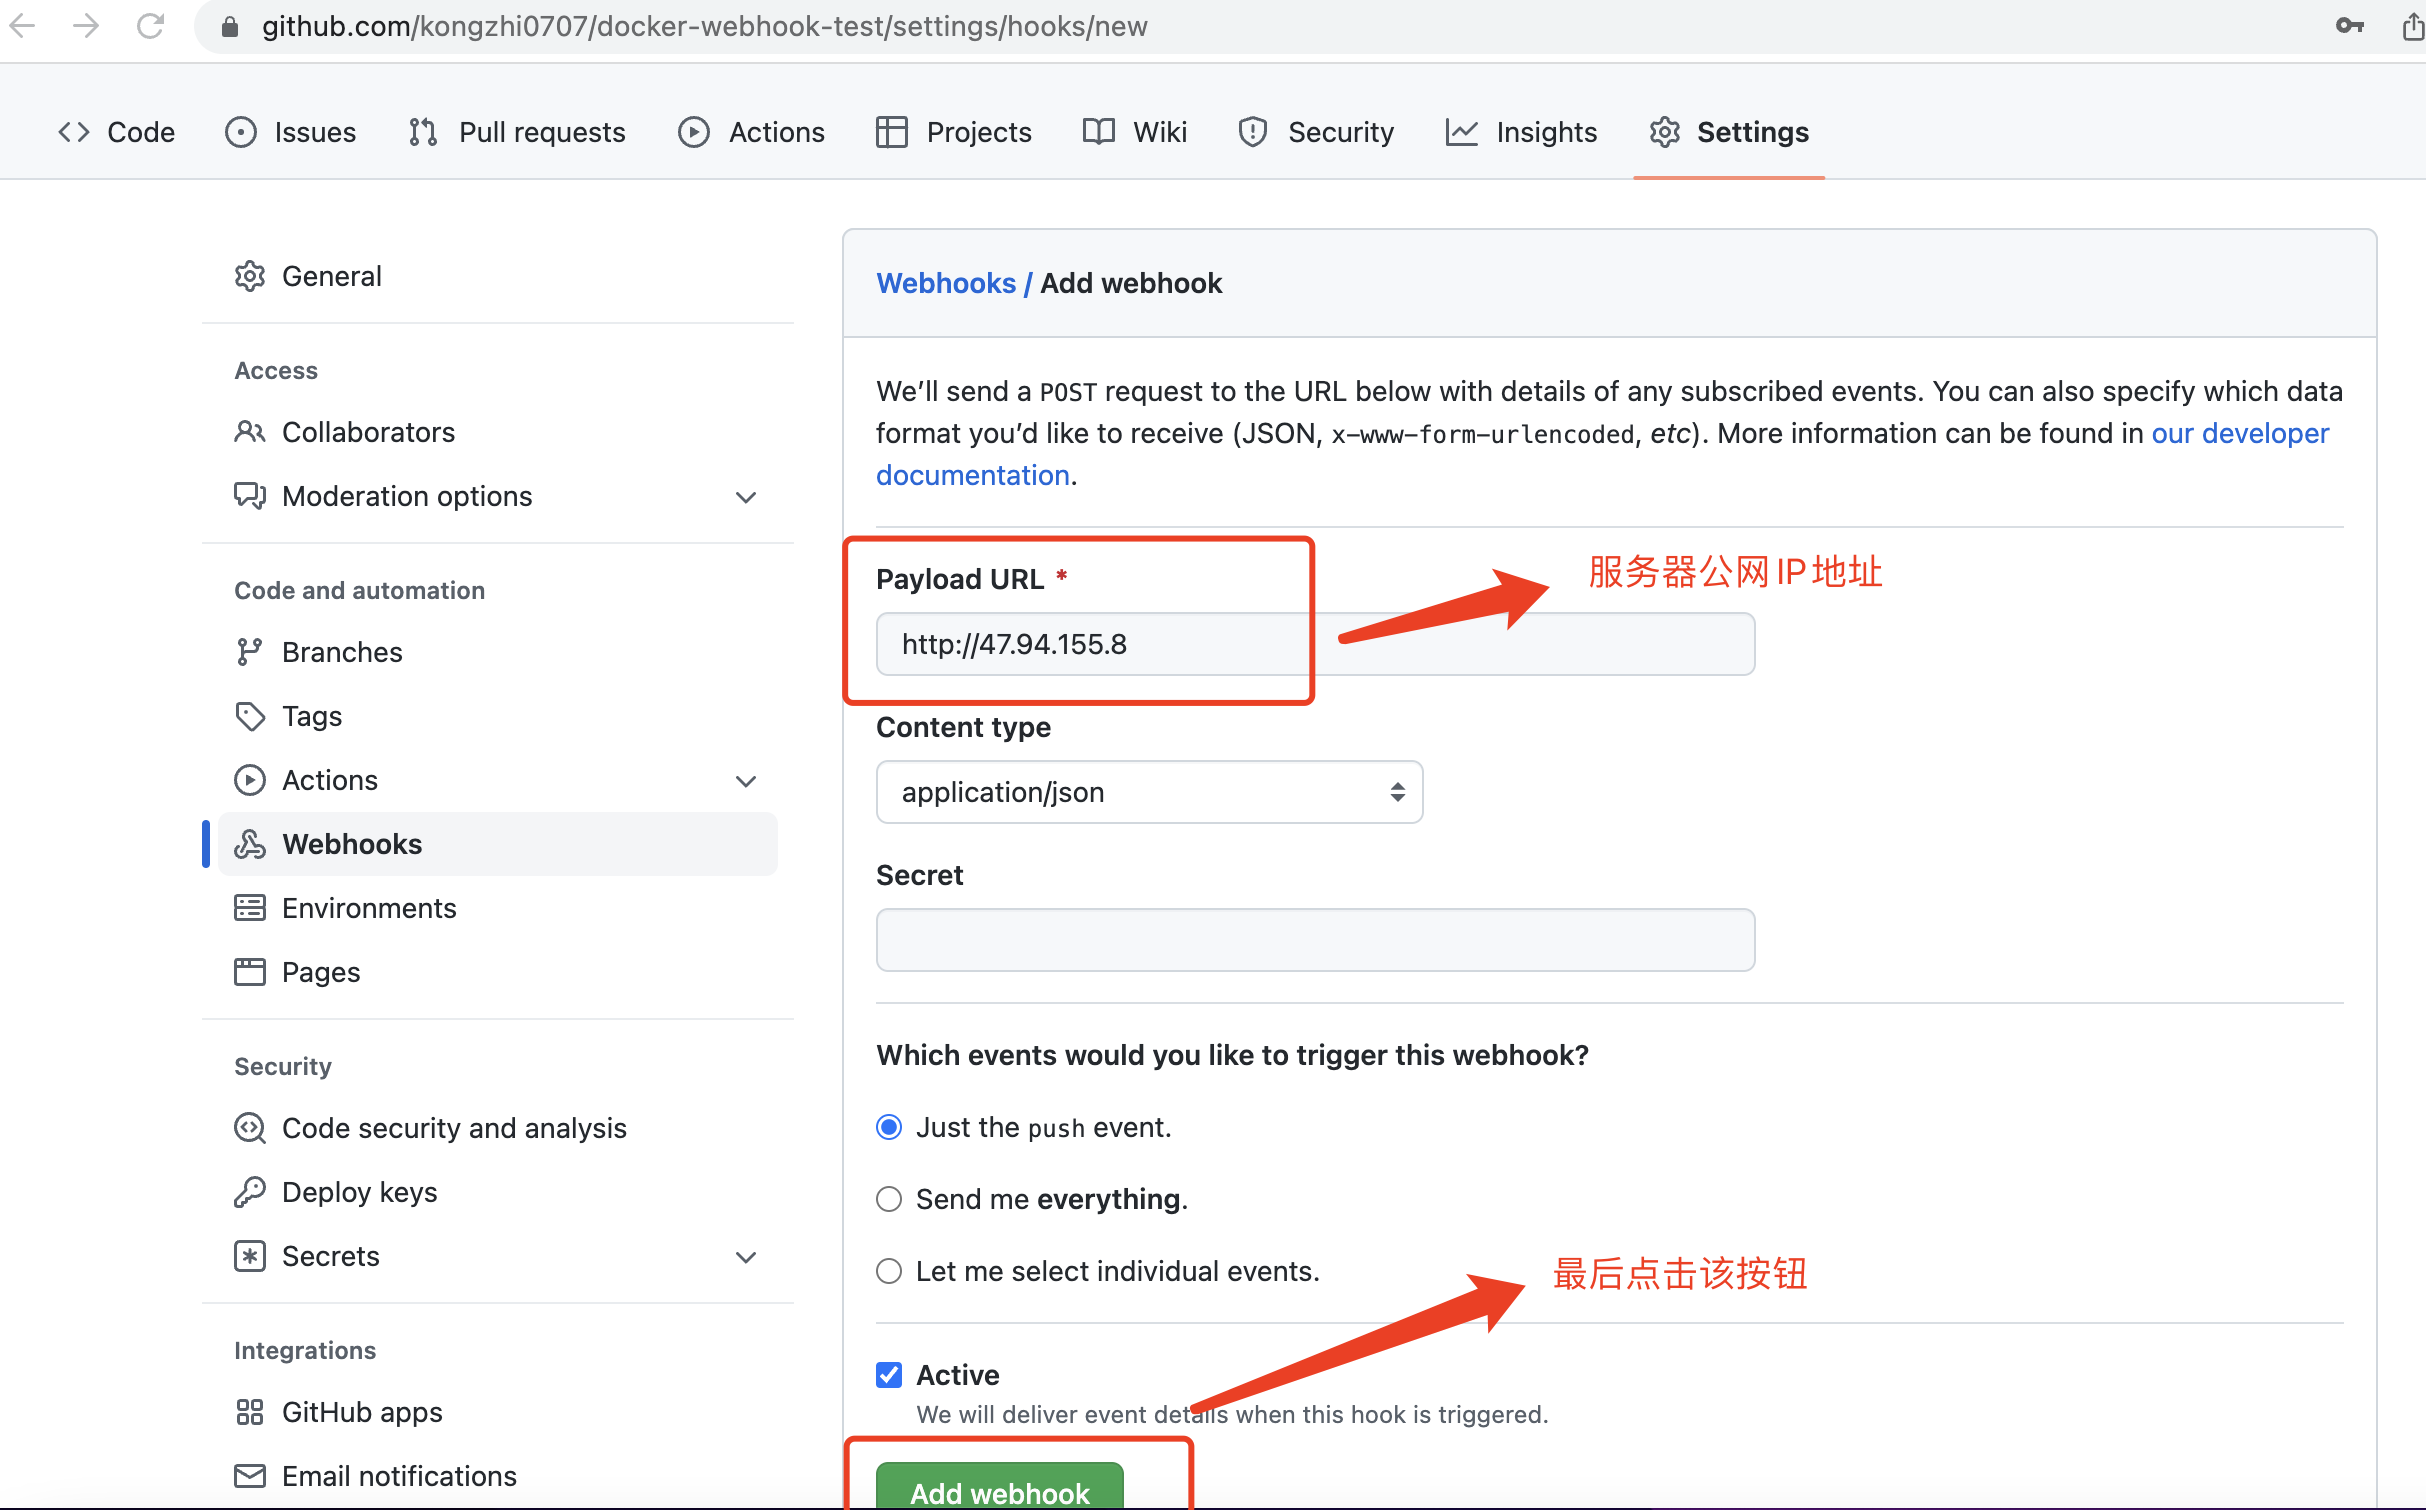 github.com/kongzhi0707/docker-webhook-test/settings/hooks/new
Code Issues Pull requests Actions Projects Wiki Security Insights Settings
General
Access
Collaborators
Moderation options
Code and automation
Branches
Tags
Actions
Webhooks
Environments
Pages
Security
Code security and analysis
Deploy keys
Secrets
Integrations
GitHub apps
Email notifications
Webhooks / Add webhook
We’ll send a POST request to the URL below with details of any subscribed events. You can also specify which data
format you’d like to receive (JSON, x-www-form-urlencoded, etc). More information can be found in our developer
documentation.
Payload URL *
服务器公网IP地址
http://47.94.155.8
Content type
application/json
Secret
Which events would you like to trigger this webhook?
Just the push event.
Send me everything.
Let me select individual events.
最后点击该按钮
Active
We will deliver event details when this hook is triggered.
Add webhook